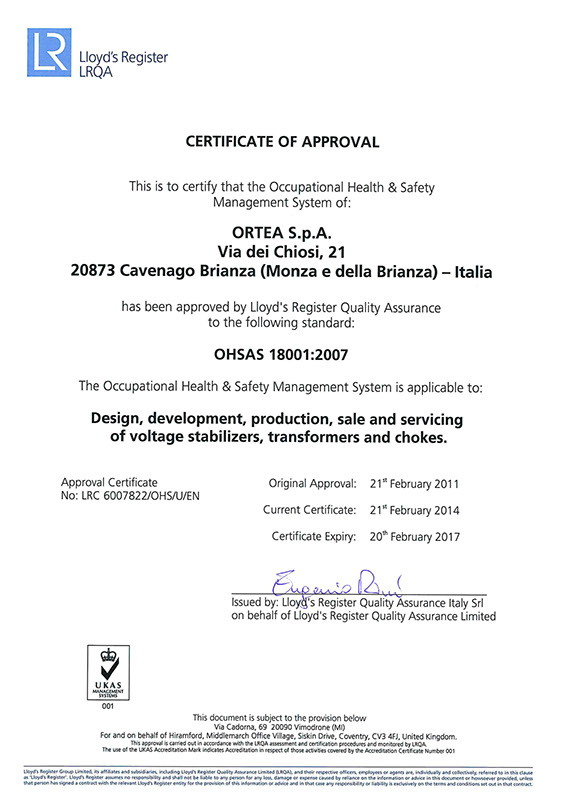 LR
Lloyd's Register
LRQA
CERTIFICATE OF APPROVAL
This is to certify that the Occupational Health & Safety
Management System of:
ORTEA S.p.A.
Via dei Chiosi, 21
20873 Cavenago Brianza (Monza e della Brianza) – Italia
has been approved by Lloyd's Register Quality Assurance
to the following standard:
OHSAS 18001:2007
The Occupational Health & Safety Management System is applicable to:
Design, development, production, sale and servicing
of voltage stabilizers, transformers and chokes.
Approval Certificate
No: LRC 6007822/OHS/U/EN
Original Approval: 21st February 2011
Current Certificate: 21st February 2014
Certificate Expiry: 20th February 2017
Issued by: Lloyd's Register Quality Assurance Italy Srl
on behalf of Lloyd's Register Quality Assurance Limited
UKAS
MANAGEMENT
SYSTEMS
001
This document is subject to the provision below
Via Cadorna, 69 20090 Vimodrone (MI)
For and on behalf of Hiramford, Middlemarch Office Village, Siskin Drive, Coventry, CV3 4FJ, United Kingdom.
This approval is carried out in accordance with the LRQA assessment and certification procedures and monitored by LRQA.
The use of the UKAS Accreditation Mark indicates Accreditation in respect of those activities covered by the Accreditation Certificate Number 001
Lloyd's Register Group Limited, its affiliates and subsidiaries, including Lloyd's Register Quality Assurance Limited (LRQA), and their respective officers, employees or agents are, individually and collectively, referred to in this clause
as 'Lloyd's Register'. Lloyd's Register assumes no responsibility and shall not be liable to any person for any loss, damage or expense caused by reliance on the information or advice in this document or howsoever provided, unless
that person has signed a contract with the relevant Lloyd's Register entity for the provision of this information or advice and in that case any responsibility or liability is exclusively on the terms and conditions set out in that contract.